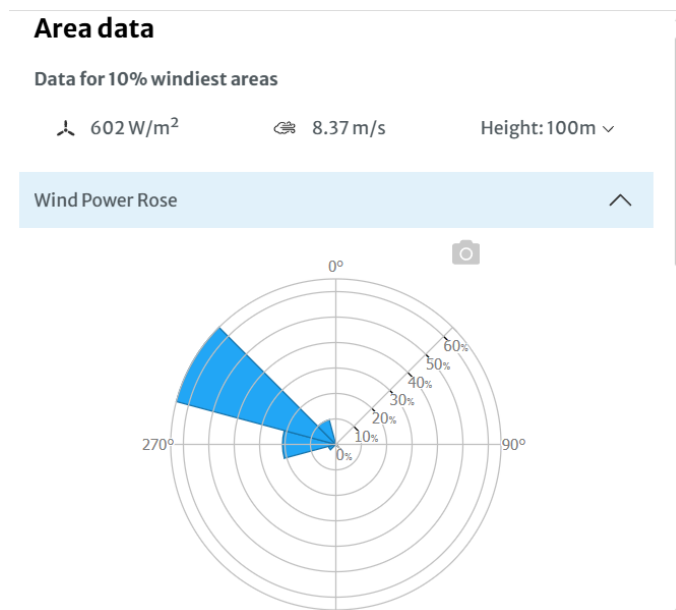 Area data
Data for 10% windiest areas
602 W/m² 8.37 m/s Height: 100m
Wind Power Rose
0°
60%
50%
40%
30%
20%
10%
270° 90°
0%